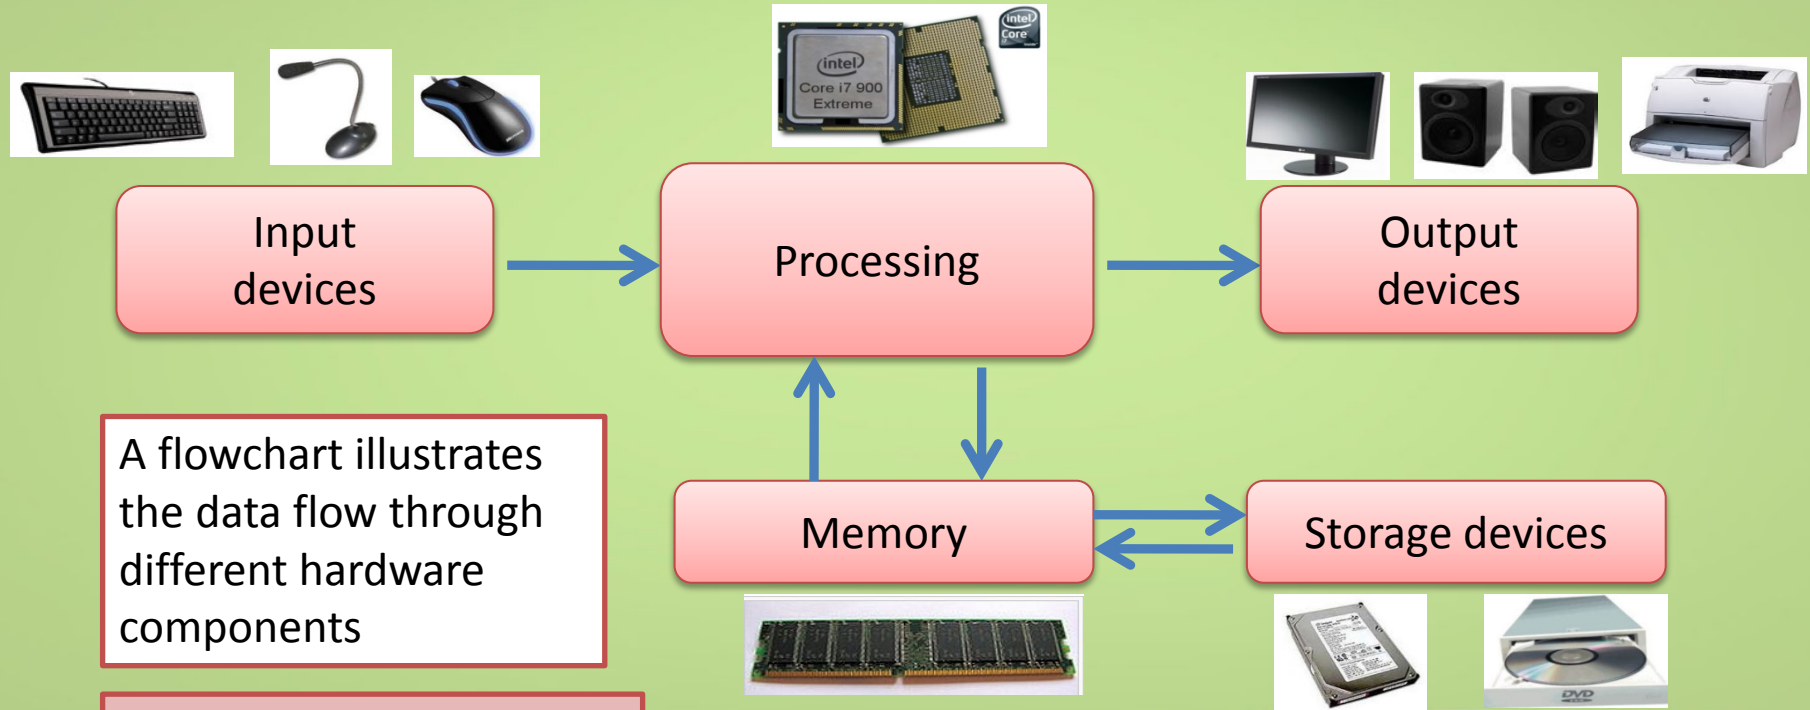 intel
Core i7 900
Extreme
intel
Core
Input
devices
Processing
Output
devices
A flowchart illustrates
the data flow through
different hardware
components
Memory
Storage devices
DVD